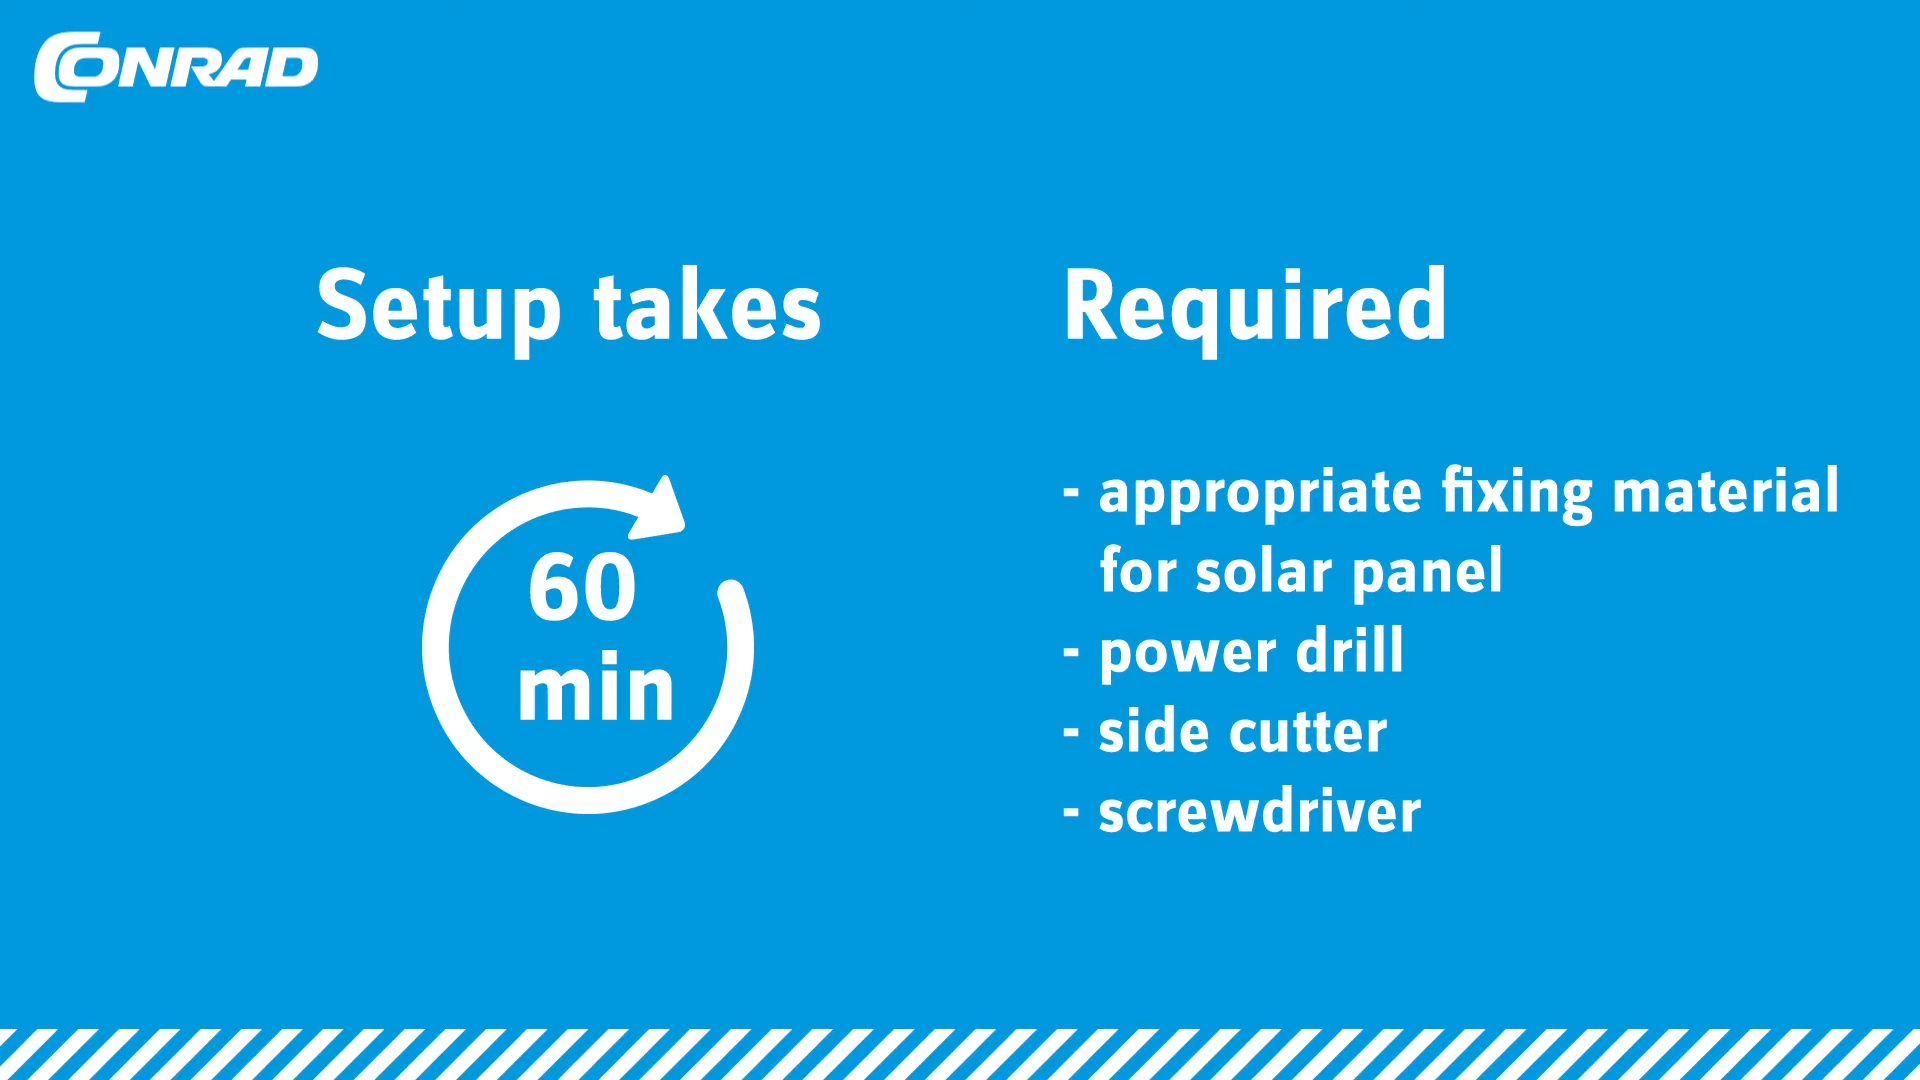 CONRAD
Setup takes
60
min
Required
- appropriate fixing material
for solar panel
- power drill
- side cutter
- screwdriver